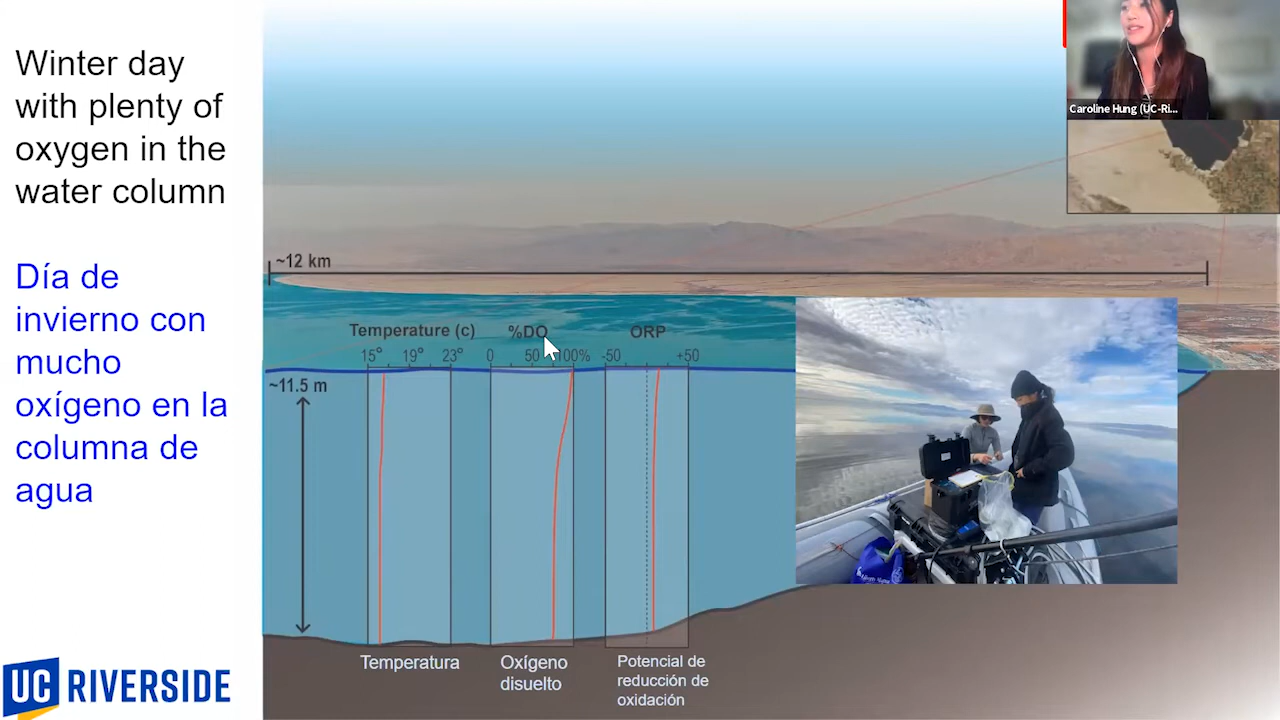 Winter day
with plenty of
oxygen in the
water column
Día de
invierno con
mucho
oxígeno en la
columna de
agua
UC RIVERSIDE
Caroline Hung (UC-Ri...
~12 km
Temperature (c) %DO ORP
15° 19° 23° 0 50 100% -50 +50
~11.5 m
Temperatura
Oxígeno
disuelto
Potencial de
reducción de
oxidación